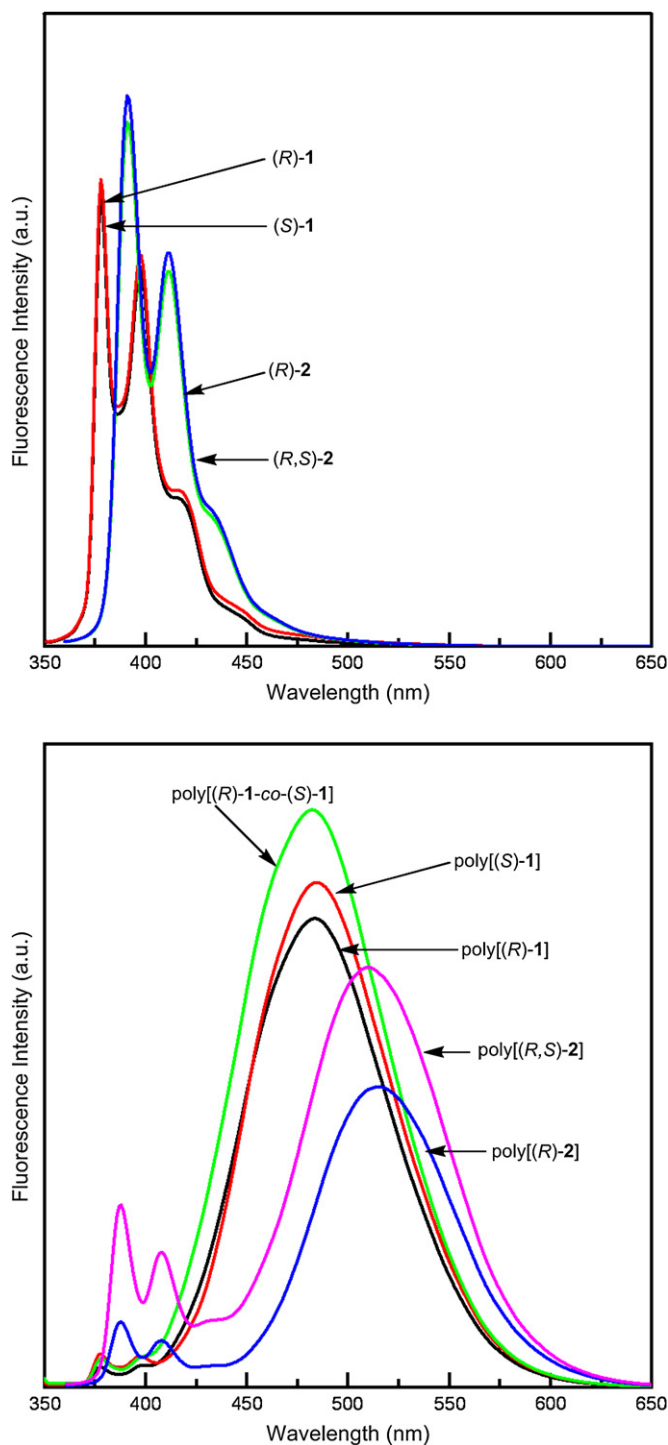 Fluorescence Intensity (a.u.)
(R)-1
(S)-1
(R)-2
(R,S)-2
350 400 450 500 550 600 650
Wavelength (nm)
Fluorescence Intensity (a.u.)
poly[(R)-1-co-(S)-1]
poly[(S)-1]
poly[(R)-1]
poly[(R,S)-2]
poly[(R)-2]
350 400 450 500 550 600 650
Wavelength (nm)